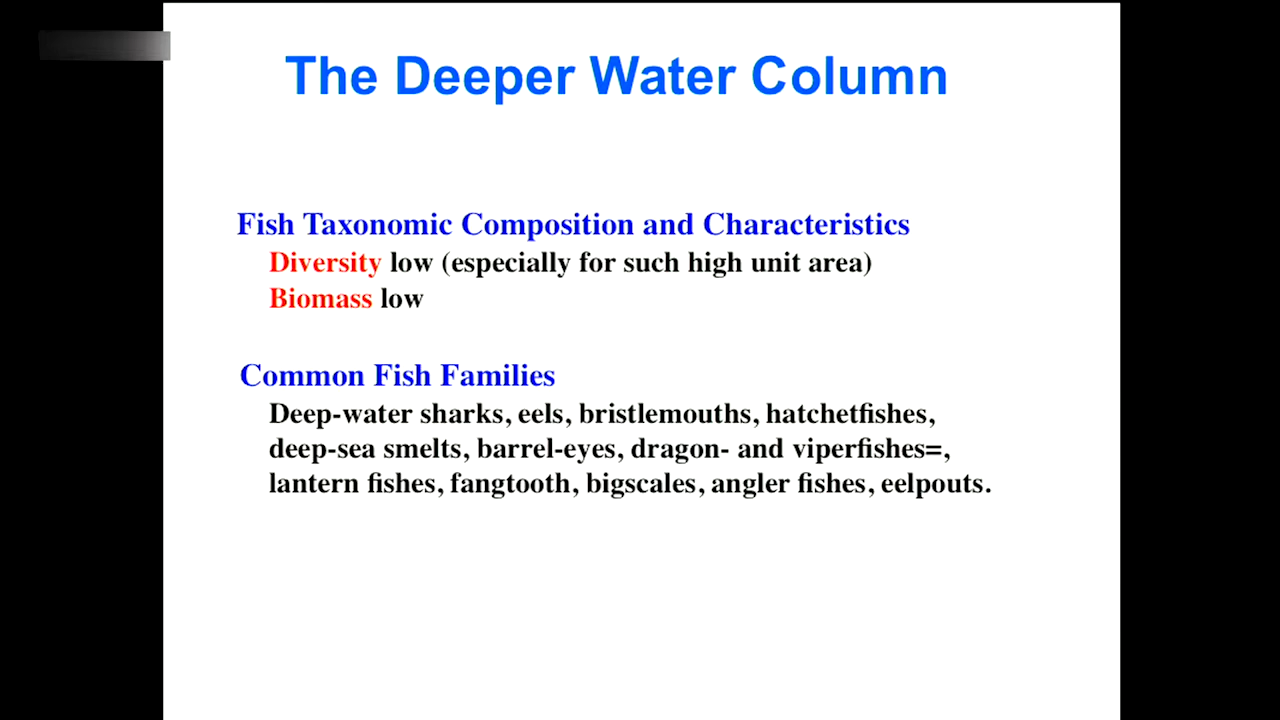 The Deeper Water Column
Fish Taxonomic Composition and Characteristics
Diversity low (especially for such high unit area)
Biomass low
Common Fish Families
Deep-water sharks, eels, bristlemouths, hatchetfishes,
deep-sea smelts, barrel-eyes, dragon- and viperfishes=,
lantern fishes, fangtooth, bigscales, angler fishes, eelpouts.